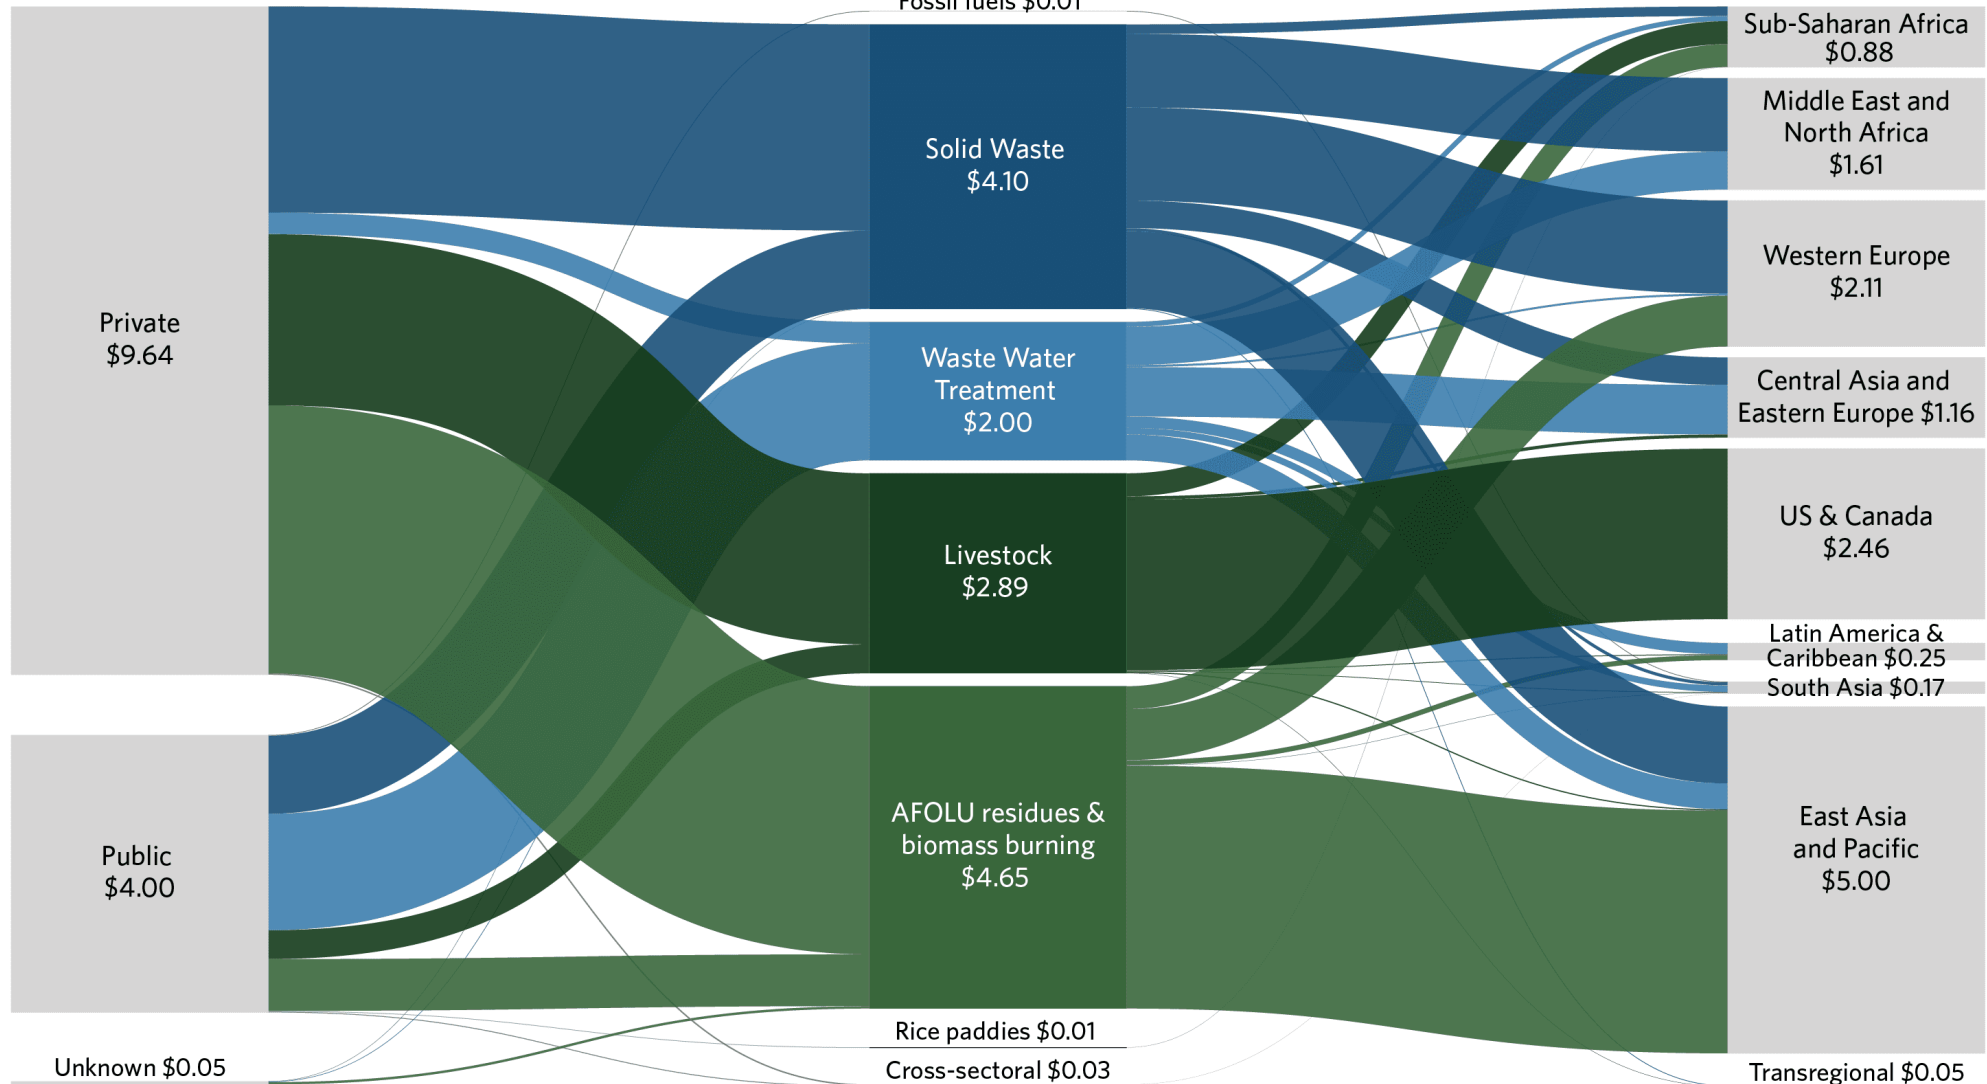 Fossil fuels $0.01
Private
$9.64
Public
$4.00
Unknown $0.05
Solid Waste
$4.10
Waste Water
Treatment
$2.00
Livestock
$2.89
AFOLU residues &
biomass burning
$4.65
Rice paddies $0.01
Cross-sectoral $0.03
Sub-Saharan Africa
$0.88
Middle East and
North Africa
$1.61
Western Europe
$2.11
Central Asia and
Eastern Europe $1.16
US & Canada
$2.46
Latin America &
Caribbean $0.25
South Asia $0.17
East Asia
and Pacific
$5.00
Transregional $0.05